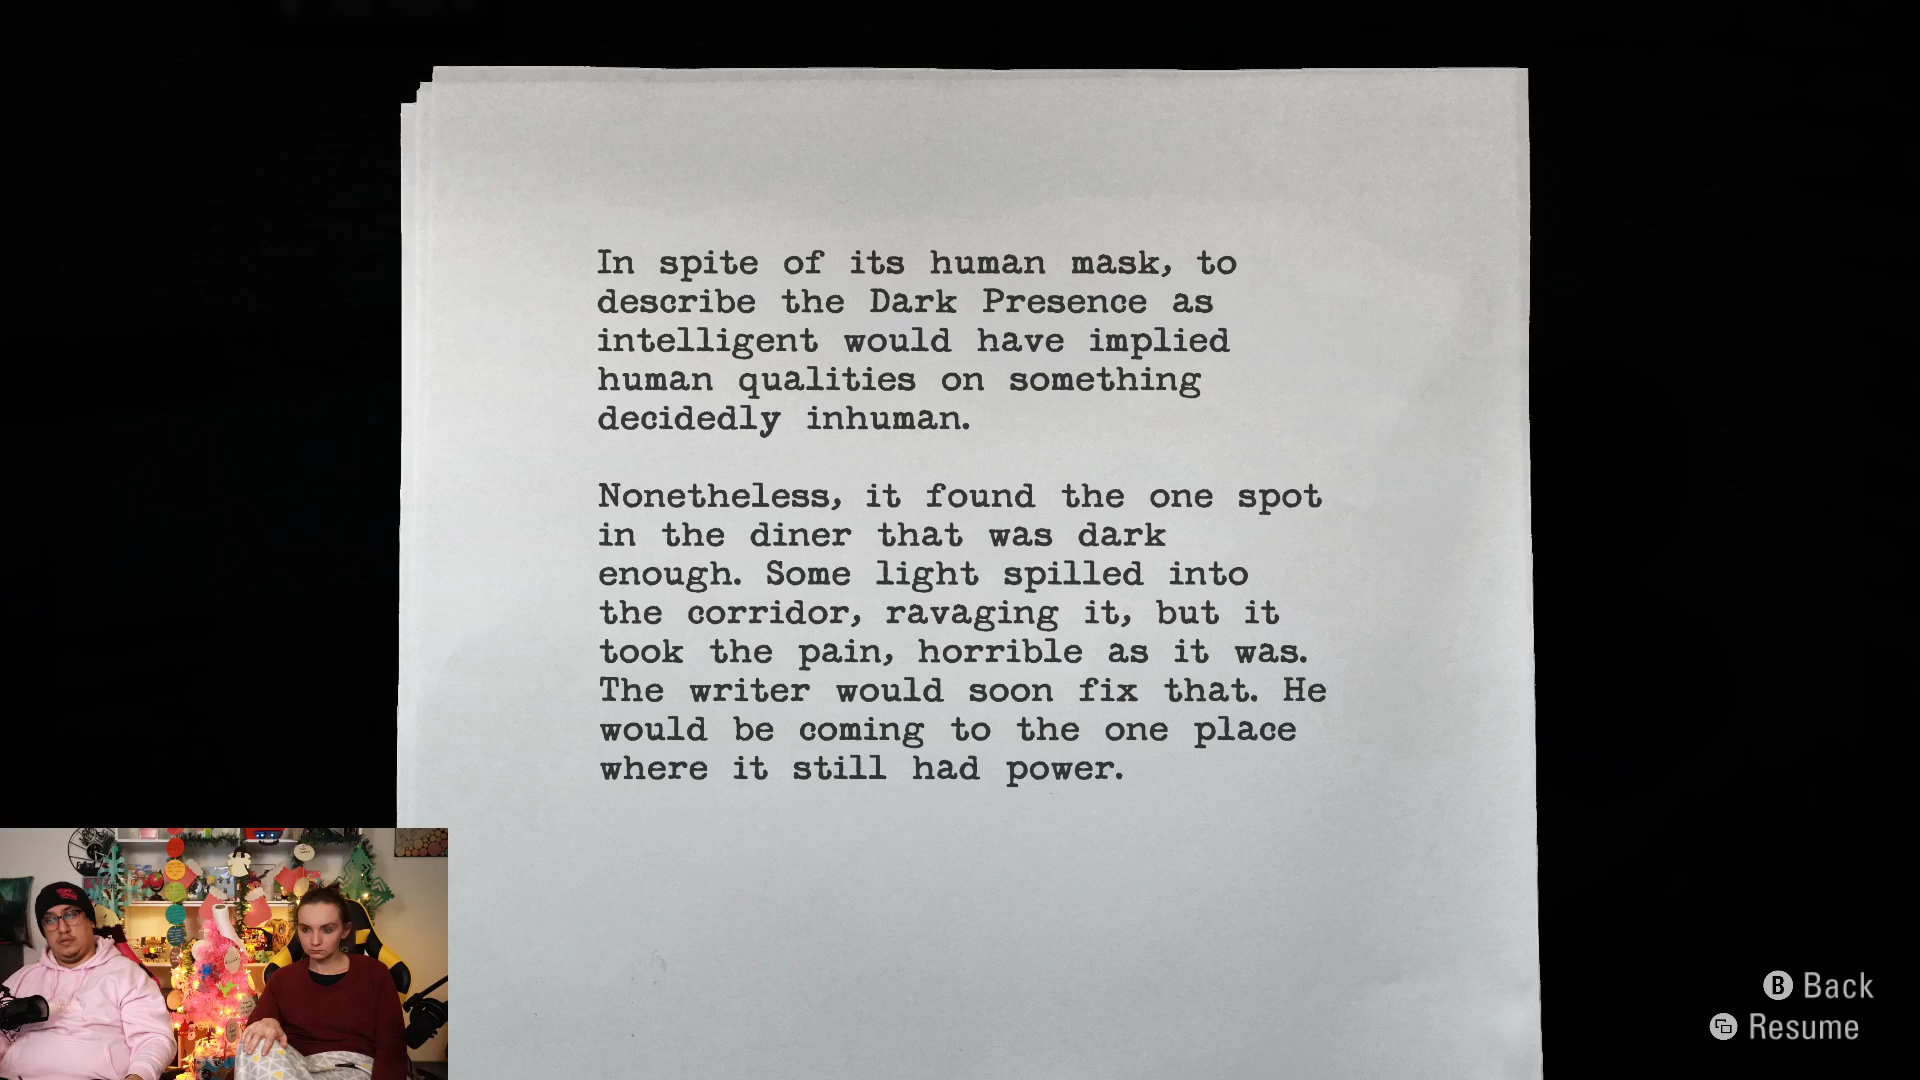 In spite of its human mask, to
describe the Dark Presence as
intelligent would have implied
human qualities on something
decidedly inhuman.
Nonetheless, it found the one spot
in the diner that was dark
enough. Some light spilled into
the corridor, ravaging it, but it
took the pain, horrible as it was.
The writer would soon fix that. He
would be coming to the one place
where it still had power.
B Back
Resume